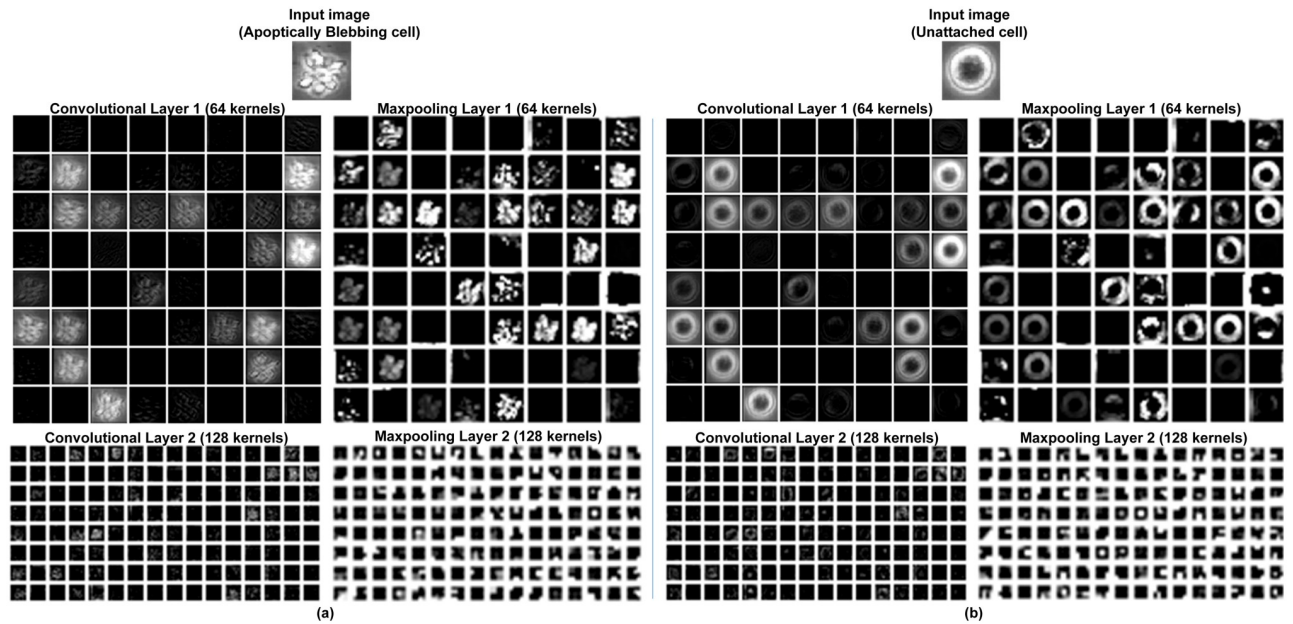 Input image
(Apoptically Blebbing cell)
Convolutional Layer 1 (64 kernels)
Maxpooling Layer 1 (64 kernels)
Convolutional Layer 2 (128 kernels)
Maxpooling Layer 2 (128 kernels)
(a)
Input image
(Unattached cell)
Convolutional Layer 1 (64 kernels)
Maxpooling Layer 1 (64 kernels)
Convolutional Layer 2 (128 kernels)
Maxpooling Layer 2 (128 kernels)
(b)